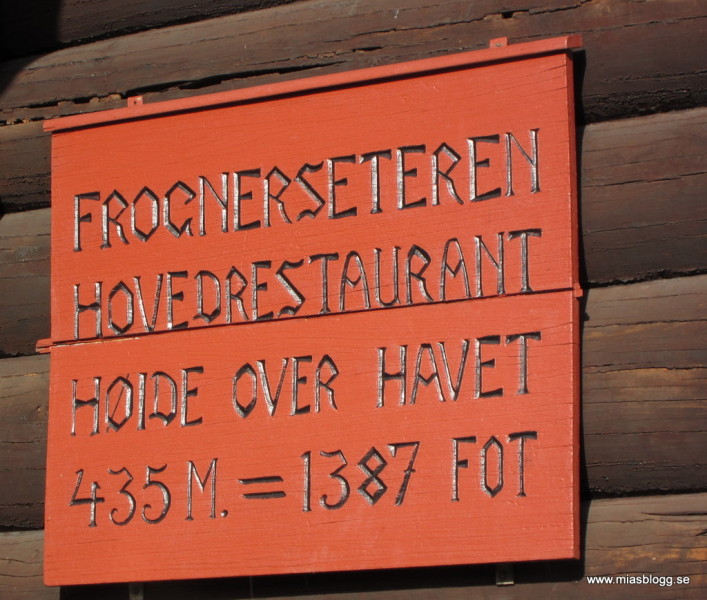 FROGNERSETEREN
HOVEDRESTAURANT
HØIDE OVER HAVET
435 M. = 1387 FOT
www.miasblogg.se